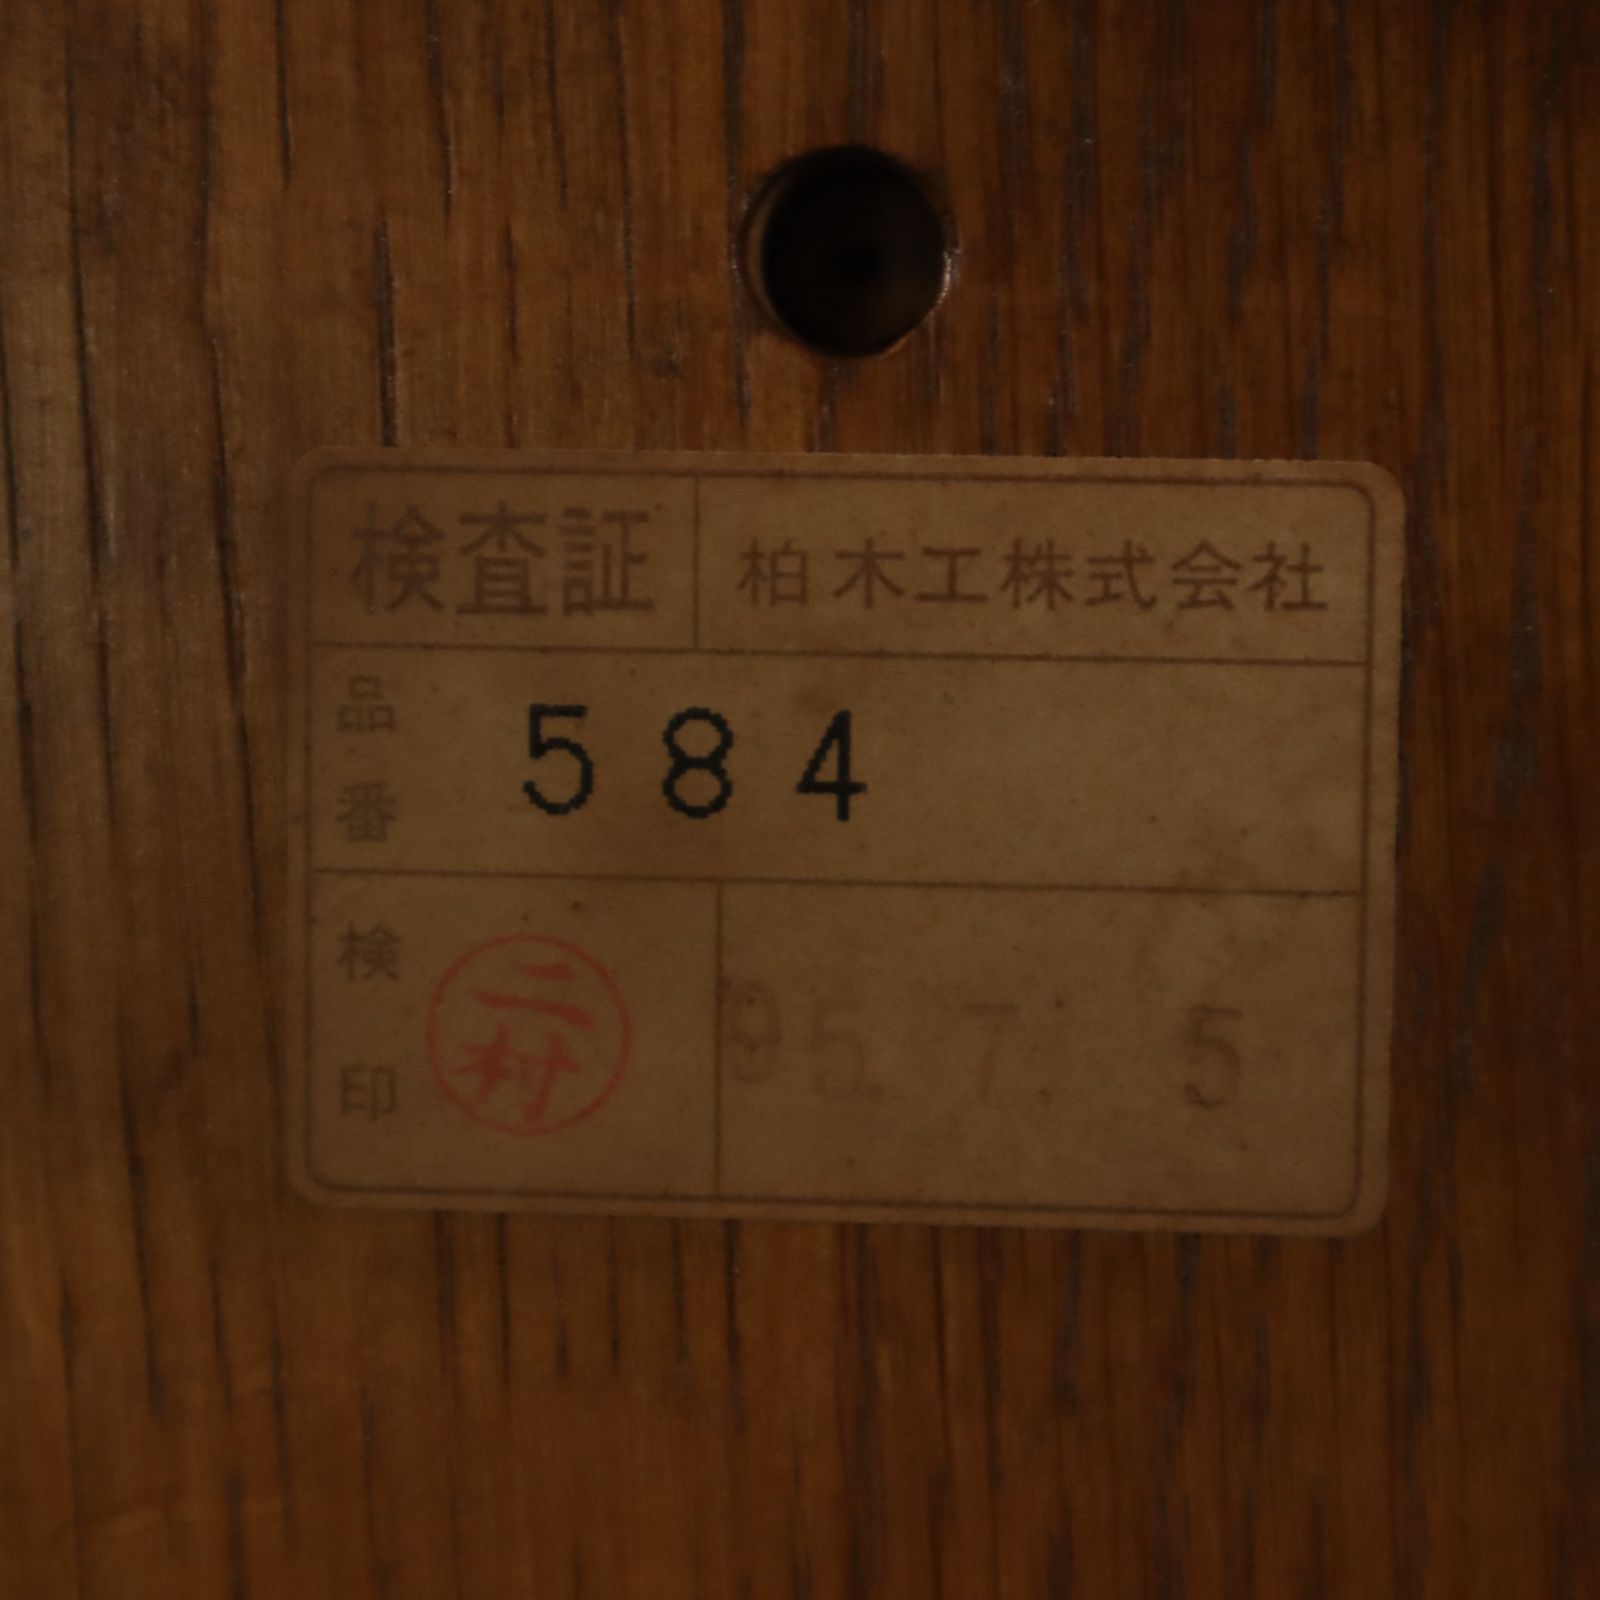 検査証 柏木工株式会社
品番 584
検印 二村 95. 7. 5